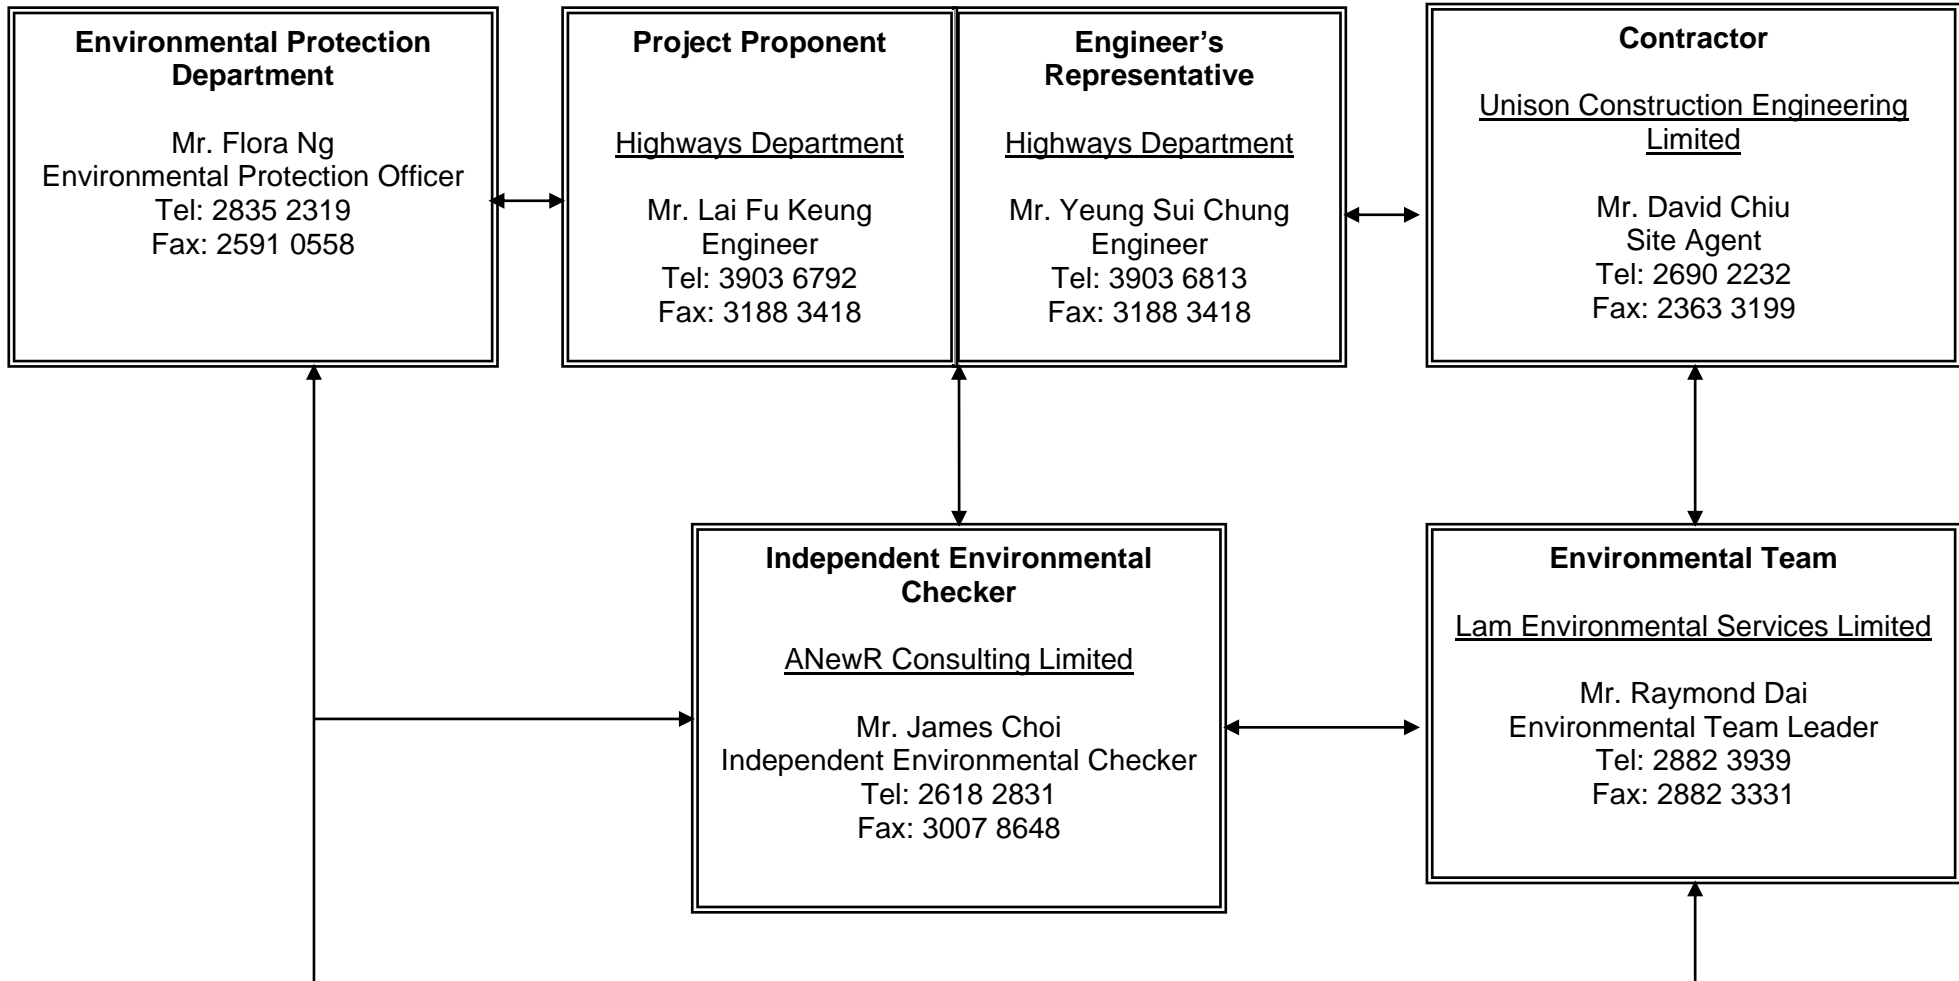 Environmental Protection
Department
Mr. Flora Ng
Environmental Protection Officer
Tel: 2835 2319
Fax: 2591 0558
Project Proponent
Highways Department
Mr. Lai Fu Keung
Engineer
Tel: 3903 6792
Fax: 3188 3418
Engineer’s
Representative
Highways Department
Mr. Yeung Sui Chung
Engineer
Tel: 3903 6813
Fax: 3188 3418
Contractor
Unison Construction Engineering
Limited
Mr. David Chiu
Site Agent
Tel: 2690 2232
Fax: 2363 3199
Independent Environmental
Checker
ANewR Consulting Limited
Mr. James Choi
Independent Environmental Checker
Tel: 2618 2831
Fax: 3007 8648
Environmental Team
Lam Environmental Services Limited
Mr. Raymond Dai
Environmental Team Leader
Tel: 2882 3939
Fax: 2882 3331